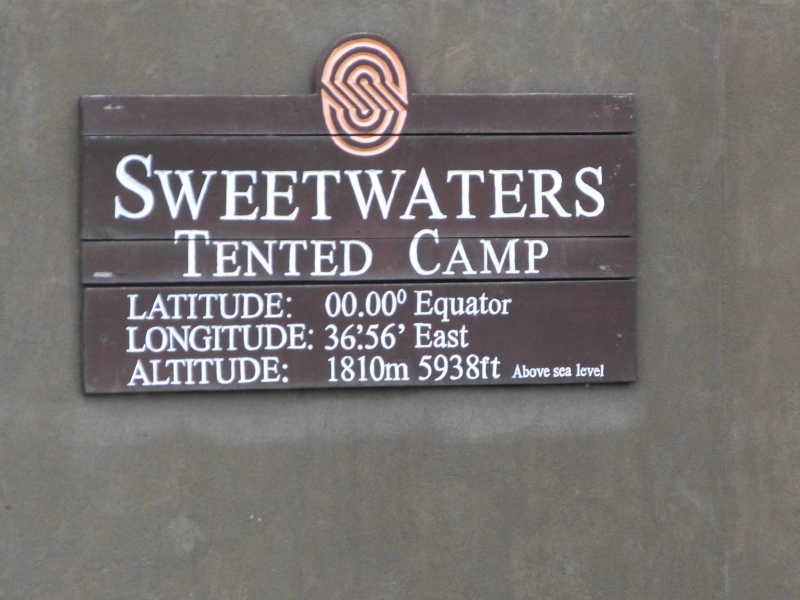 SWEETWATERS
TENTED CAMP
LATITUDE: 00.00⁰ Equator
LONGITUDE: 36'.56' East
ALTITUDE: 1810m 5938ft Above sea level